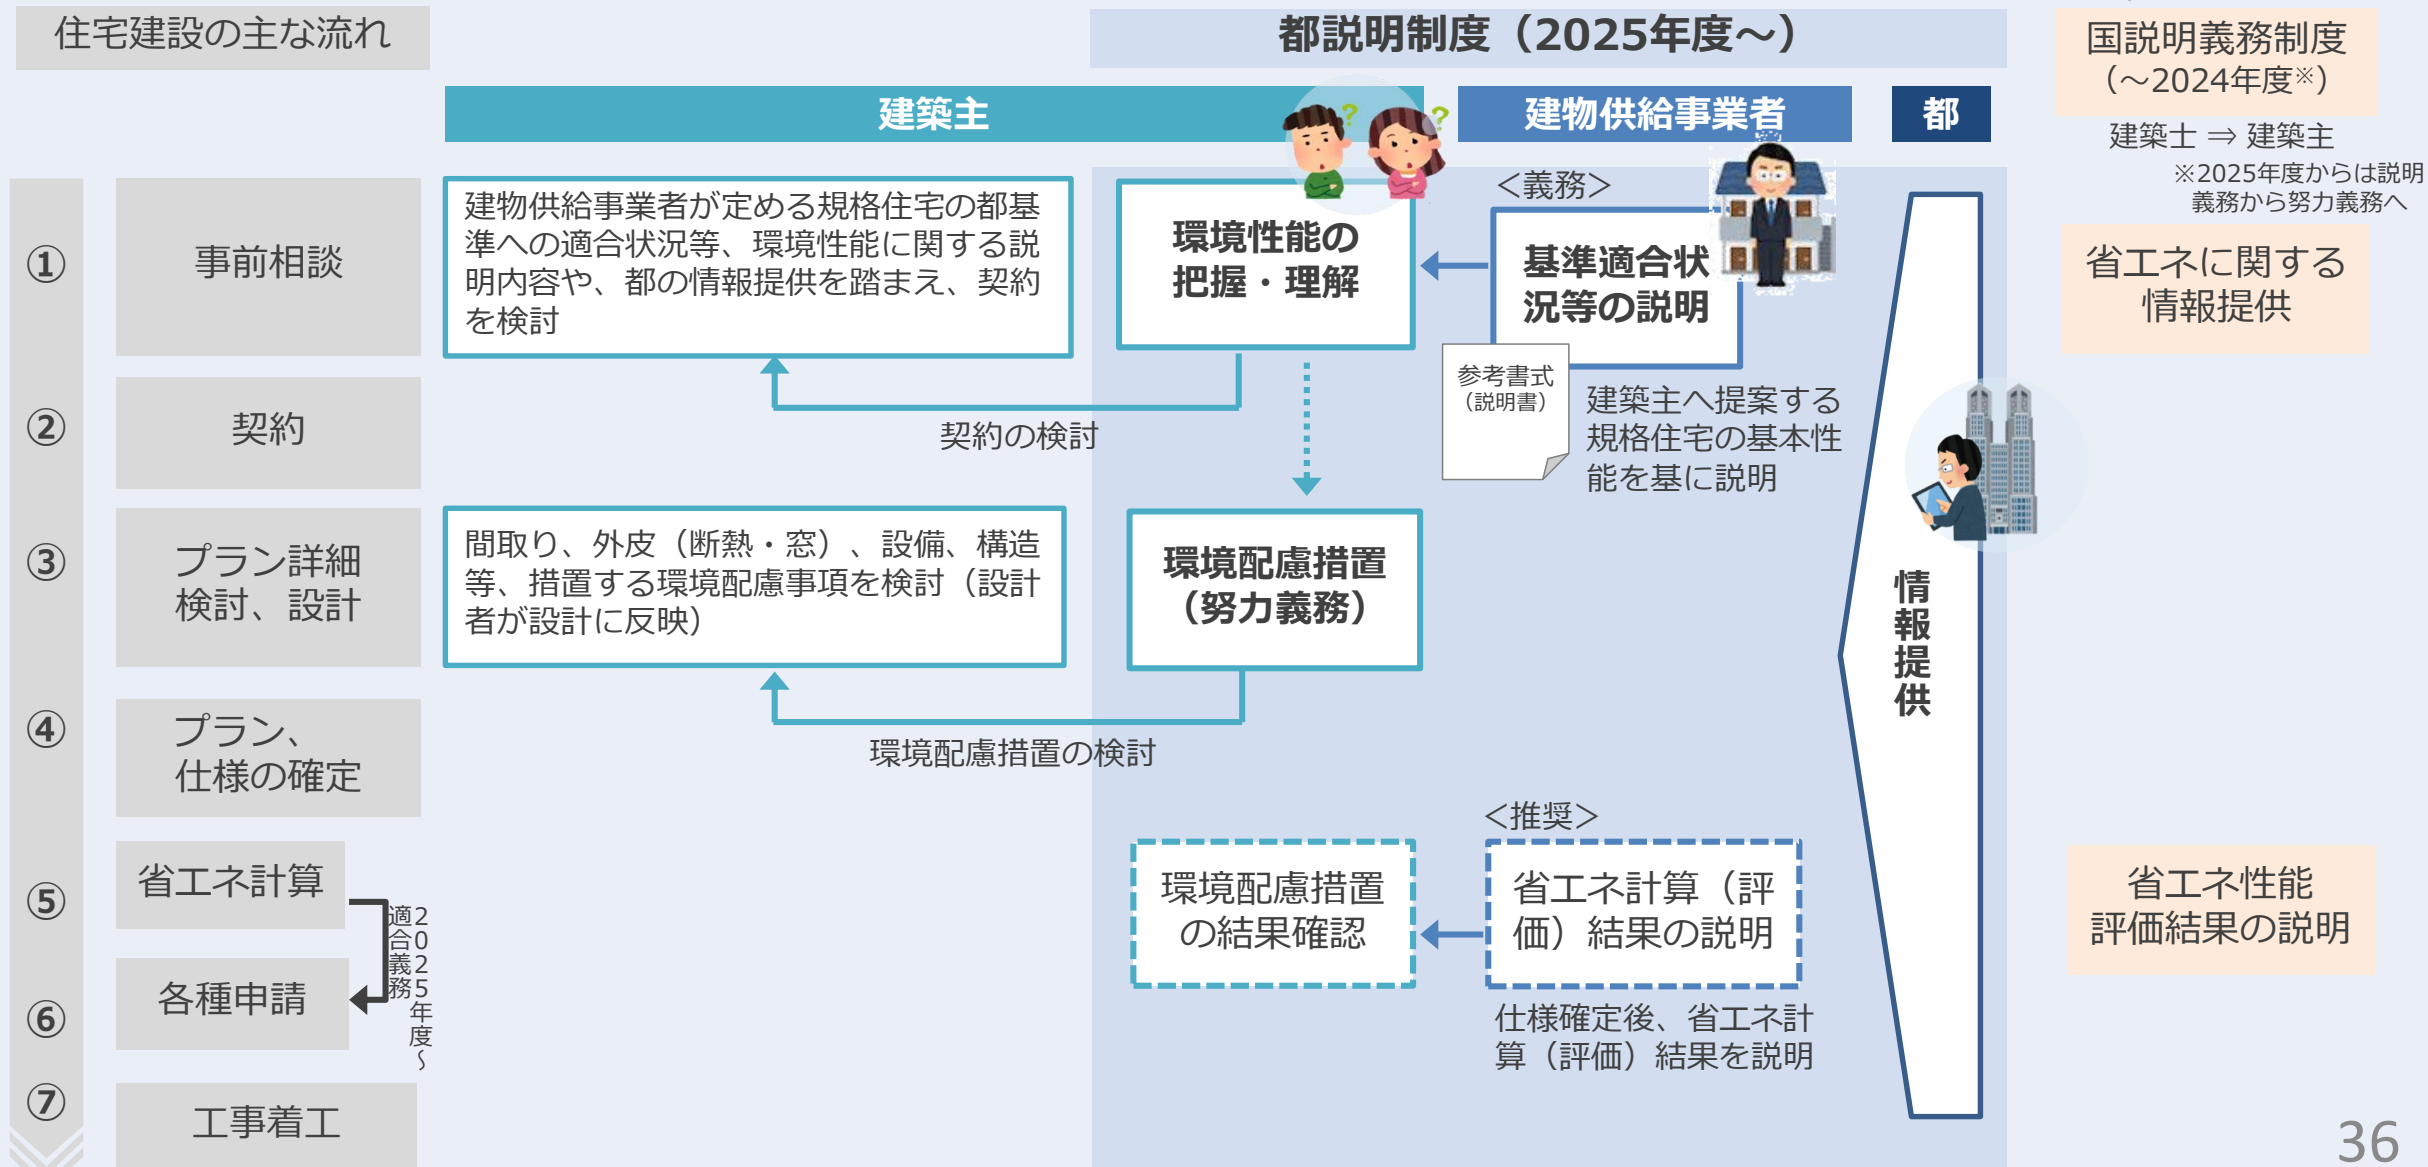 住宅建設の主な流れ
都説明制度（2025年度～）
国説明義務制度
（～2024年度※）
建築士 ⇒ 建築主
※2025年度からは説明
義務から努力義務へ
建築主
建物供給事業者
都
①
事前相談
建物供給事業者が定める規格住宅の都基
準への適合状況等、環境性能に関する説
明内容や、都の情報提供を踏まえ、契約
を検討
環境性能の
把握・理解
＜義務＞
基準適合状
況等の説明
省エネに関する
情報提供
参考書式
（説明書）
建築主へ提案する
規格住宅の基本性
能を基に説明
②
契約
契約の検討
③
プラン詳細
検討、設計
間取り、外皮（断熱・窓）、設備、構造
等、措置する環境配慮事項を検討（設計
者が設計に反映）
環境配慮措置
（努力義務）
情報提供
④
プラン、
仕様の確定
環境配慮措置の検討
⑤
省エネ計算
2025年度～
適合義務
環境配慮措置
の結果確認
＜推奨＞
省エネ計算（評
価）結果の説明
仕様確定後、省エネ計
算（評価）結果を説明
省エネ性能
評価結果の説明
⑥
各種申請
⑦
工事着工
36